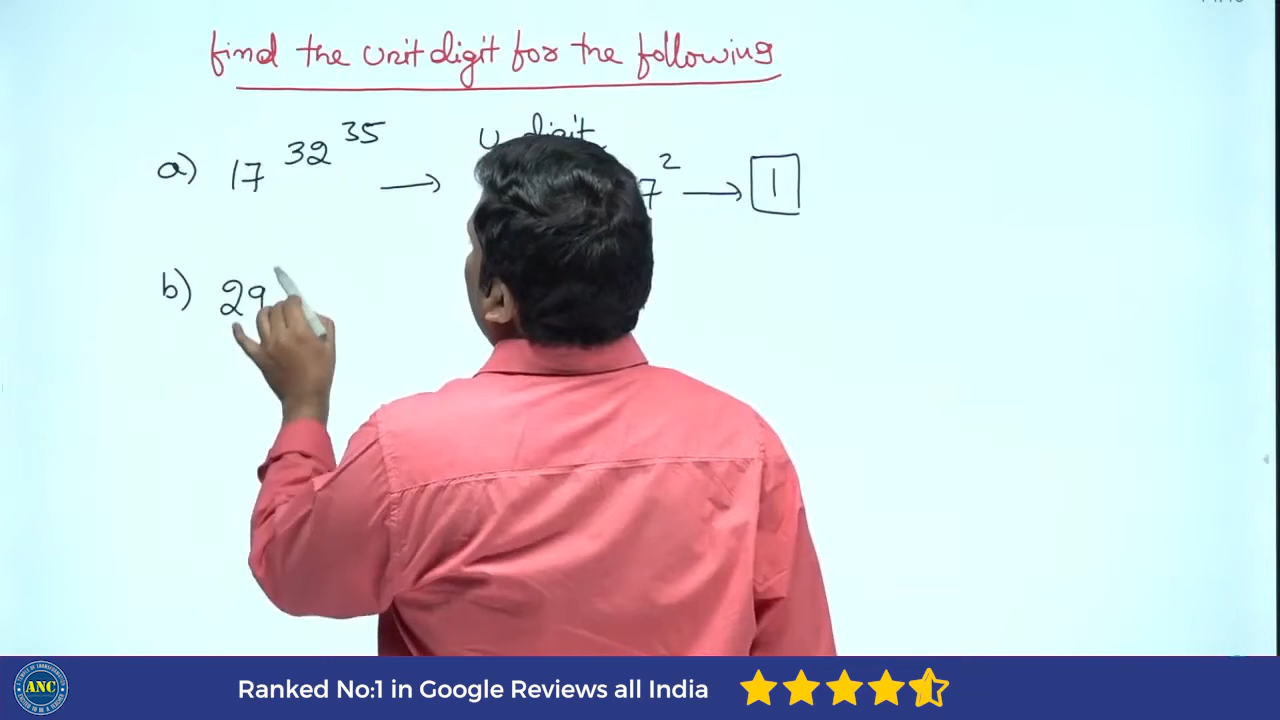 find the unit digit for the following
a) 17^32^35 → U digit
7^2 → 1
b) 29
ANC
Ranked No:1 in Google Reviews all India